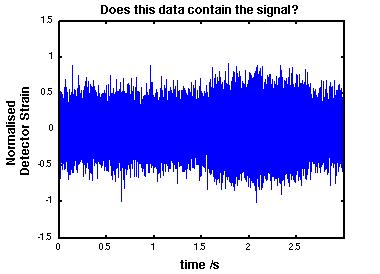 Does this data contain the signal?
1.5
1
0.5
0
-0.5
-1
-1.5
Normalised
Detector Strain
0 0.5 1 1.5 2 2.5
time /s